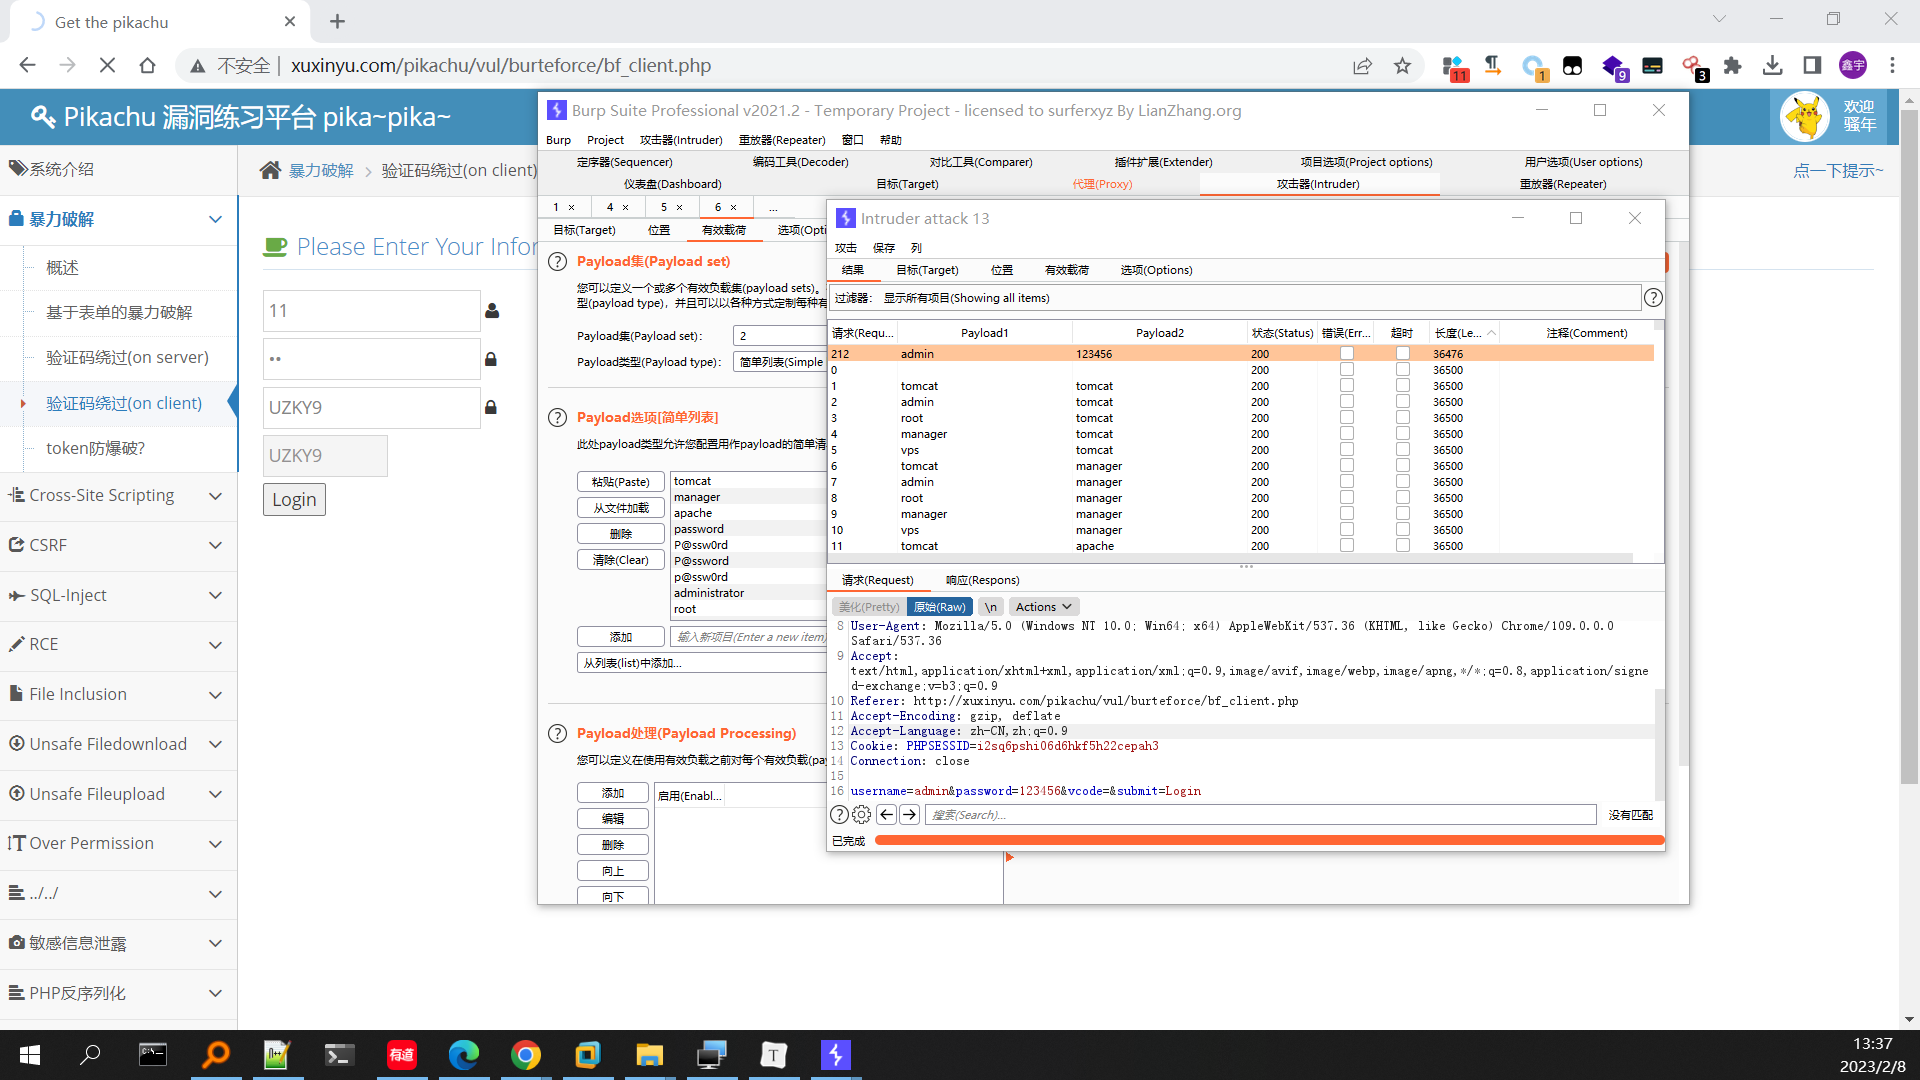 Get the pikachu
不安全
xuxinyu.com/pikachu/vul/burteforce/bf_client.php
11
1
9
3
鑫宇
Pikachu 漏洞练习平台 pika~pika~
欢迎
骚年
系统介绍
暴力破解
概述
基于表单的暴力破解
验证码绕过(on server)
验证码绕过(on client)
token防爆破?
Cross-Site Scripting
CSRF
SQL-Inject
RCE
File Inclusion
Unsafe Filedownload
Unsafe Fileupload
Over Permission
../../
敏感信息泄露
PHP反序列化
暴力破解
验证码绕过(on client)
点一下提示~
Please Enter Your Infor
11
••
UZKY9
UZKY9
Login
Burp Suite Professional v2021.2 - Temporary Project - licensed to surferxyz By LianZhang.org
Burp Project 攻击器(Intruder) 重放器(Repeater) 窗口 帮助
定序器(Sequencer) 编码工具(Decoder) 对比工具(Comparer) 插件扩展(Extender) 项目选项(Project options) 用户选项(User options)
仪表盘(Dashboard) 目标(Target) 代理(Proxy) 攻击器(Intruder) 重放器(Repeater)
1 × 4 × 5 × 6 × ...
目标(Target) 位置 有效载荷 选项(Opti
Payload集(Payload set)
您可以定义一个或多个有效负载集(payload sets)。
型(payload type)，并且可以以各种方式定制每种有
Payload集(Payload set): 2
Payload类型(Payload type): 简单列表(Simple
Payload选项[简单列表]
此处payload类型允许您配置用作payload的简单清
粘贴(Paste)
从文件加载
删除
清除(Clear)
tomcat
manager
apache
password
P@ssw0rd
P@ssword
p@ssw0rd
administrator
root
添加 输入新项目(Enter a new item)
从列表(list)中添加...
Payload处理(Payload Processing)
您可以定义在使用有效负载之前对每个有效负载(pay
添加
编辑
删除
向上
向下
启用(Enabl...
Intruder attack 13
攻击 保存 列
结果 目标(Target) 位置 有效载荷 选项(Options)
过滤器: 显示所有项目(Showing all items)
请求(Requ... Payload1 Payload2 状态(Status) 错误(Err... 超时 长度(Le... 注释(Comment)
212 admin 123456 200 36476
0 200 36500
1 tomcat tomcat 200 36500
2 admin tomcat 200 36500
3 root tomcat 200 36500
4 manager tomcat 200 36500
5 vps tomcat 200 36500
6 tomcat manager 200 36500
7 admin manager 200 36500
8 root manager 200 36500
9 manager manager 200 36500
10 vps manager 200 36500
11 tomcat apache 200 36500
请求(Request) 响应(Respons)
美化(Pretty) 原始(Raw) \n Actions
8 User-Agent: Mozilla/5.0 (Windows NT 10.0; Win64; x64) AppleWebKit/537.36 (KHTML, like Gecko) Chrome/109.0.0.0
Safari/537.36
9 Accept:
text/html,application/xhtml+xml,application/xml;q=0.9,image/avif,image/webp,image/apng,*/*;q=0.8,application/signe
d-exchange;v=b3;q=0.9
10 Referer: http://xuxinyu.com/pikachu/vul/burteforce/bf_client.php
11 Accept-Encoding: gzip, deflate
12 Accept-Language: zh-CN,zh;q=0.9
13 Cookie: PHPSESSID=i2sq6pshi06d6hkf5h22cepah3
14 Connection: close
15
16 username=admin&password=123456&vcode=&submit=Login
搜索(Search)... 没有匹配
已完成
有道
T
13:37
2023/2/8